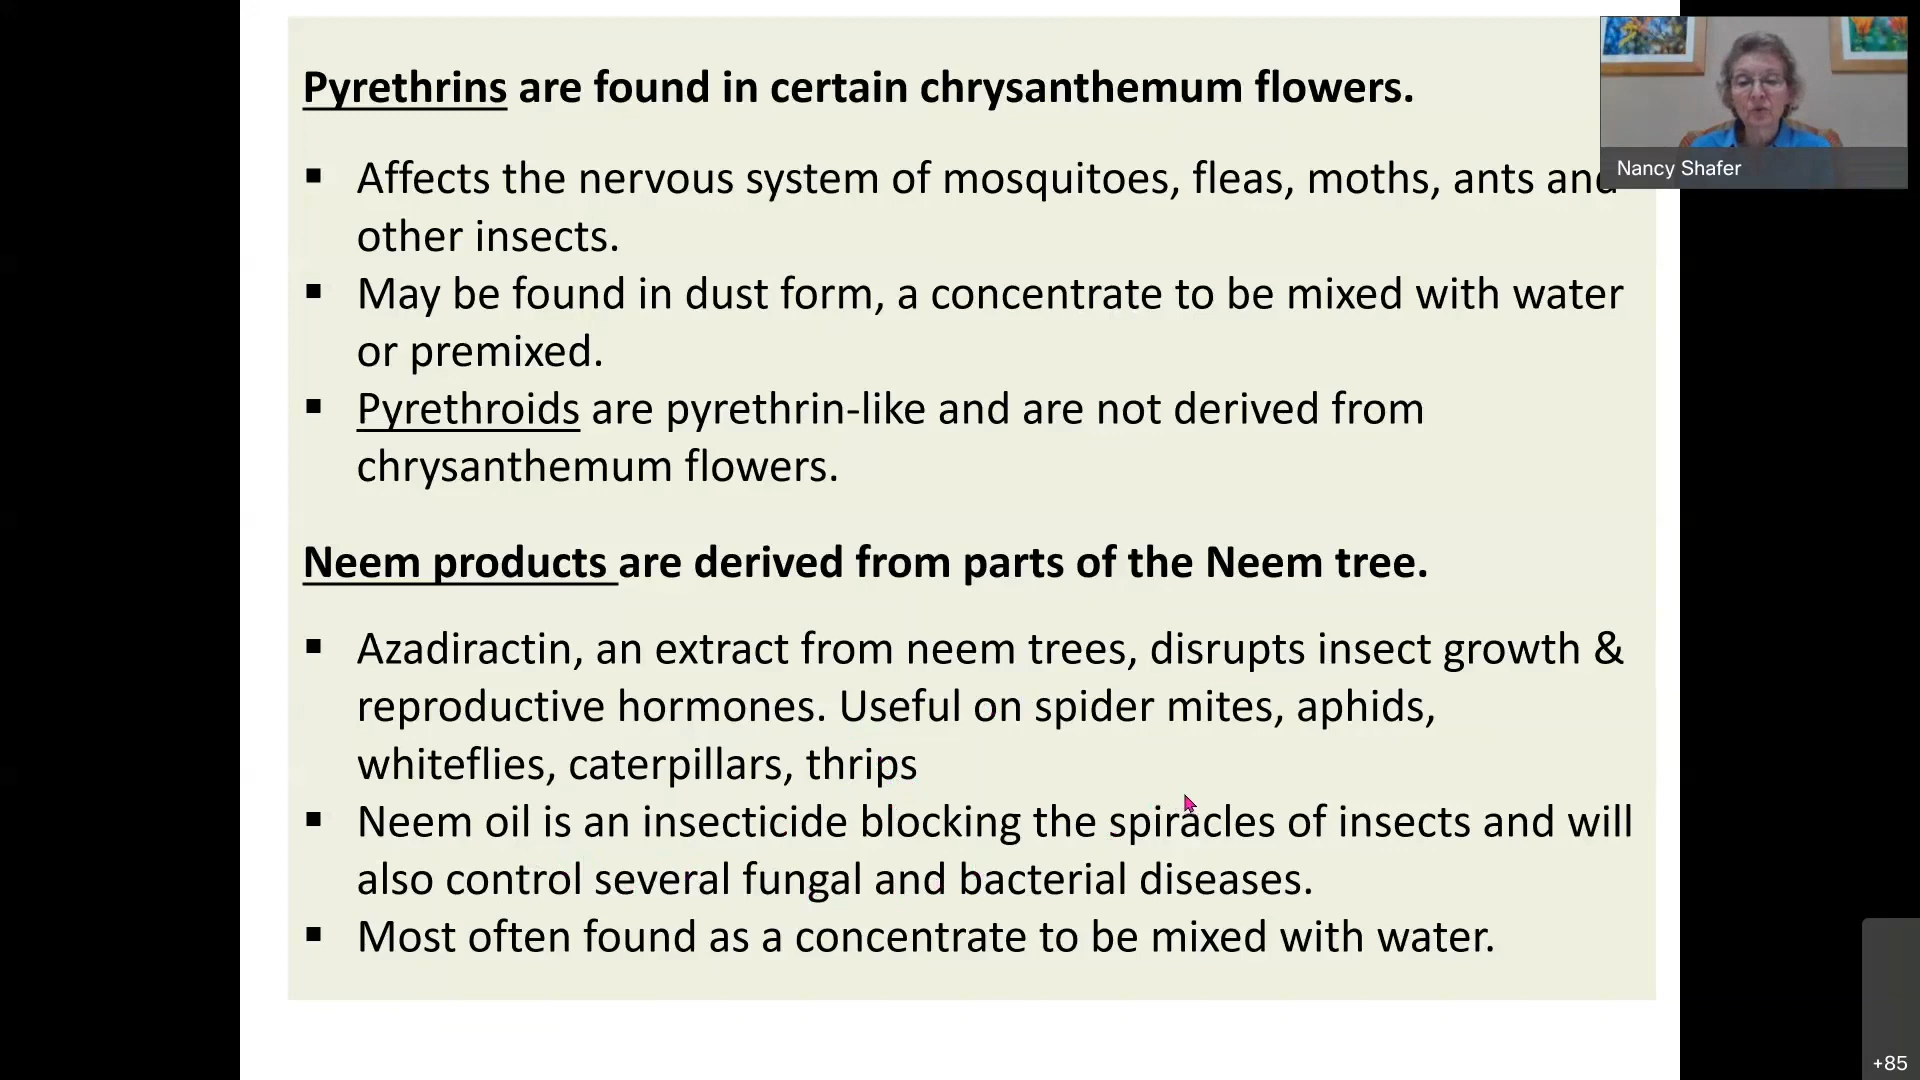 Pyrethrins are found in certain chrysanthemum flowers.
Nancy Shafer
▪ Affects the nervous system of mosquitoes, fleas, moths, ants and
other insects.
▪ May be found in dust form, a concentrate to be mixed with water
or premixed.
▪ Pyrethroids are pyrethrin-like and are not derived from
chrysanthemum flowers.
Neem products are derived from parts of the Neem tree.
▪ Azadiractin, an extract from neem trees, disrupts insect growth &
reproductive hormones. Useful on spider mites, aphids,
whiteflies, caterpillars, thrips
▪ Neem oil is an insecticide blocking the spiracles of insects and will
also control several fungal and bacterial diseases.
▪ Most often found as a concentrate to be mixed with water.
+85